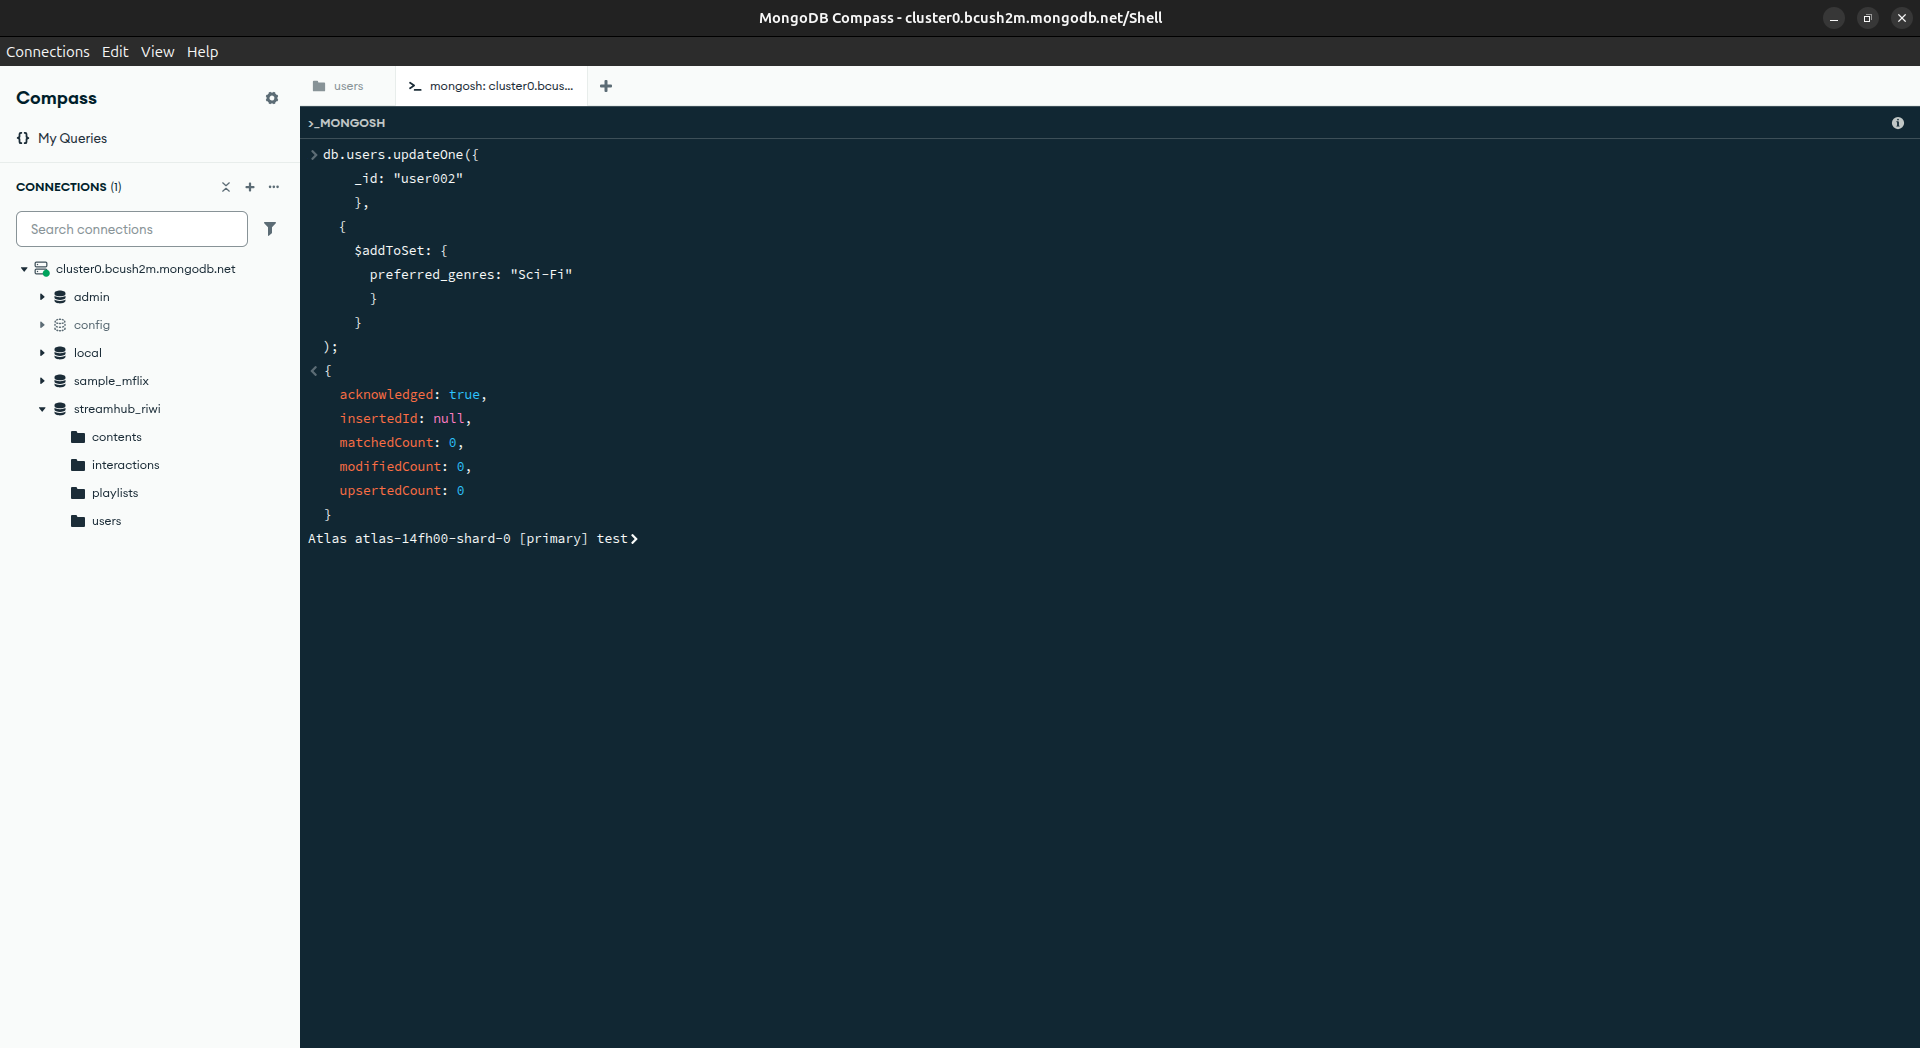 MongoDB Compass - cluster0.bcush2m.mongodb.net/Shell
Connections Edit View Help
Compass
My Queries
CONNECTIONS (1)
Search connections
cluster0.bcush2m.mongodb.net
admin
config
local
sample_mflix
streamhub_riwi
contents
interactions
playlists
users
users
mongosh: cluster0.bcus...
>_MONGOSH
db.users.updateOne({
_id: "user002"
},
{
$addToSet: {
preferred_genres: "Sci-Fi"
}
}
);
{
acknowledged: true,
insertedId: null,
matchedCount: 0,
modifiedCount: 0,
upsertedCount: 0
}
Atlas atlas-14fh00-shard-0 [primary] test>